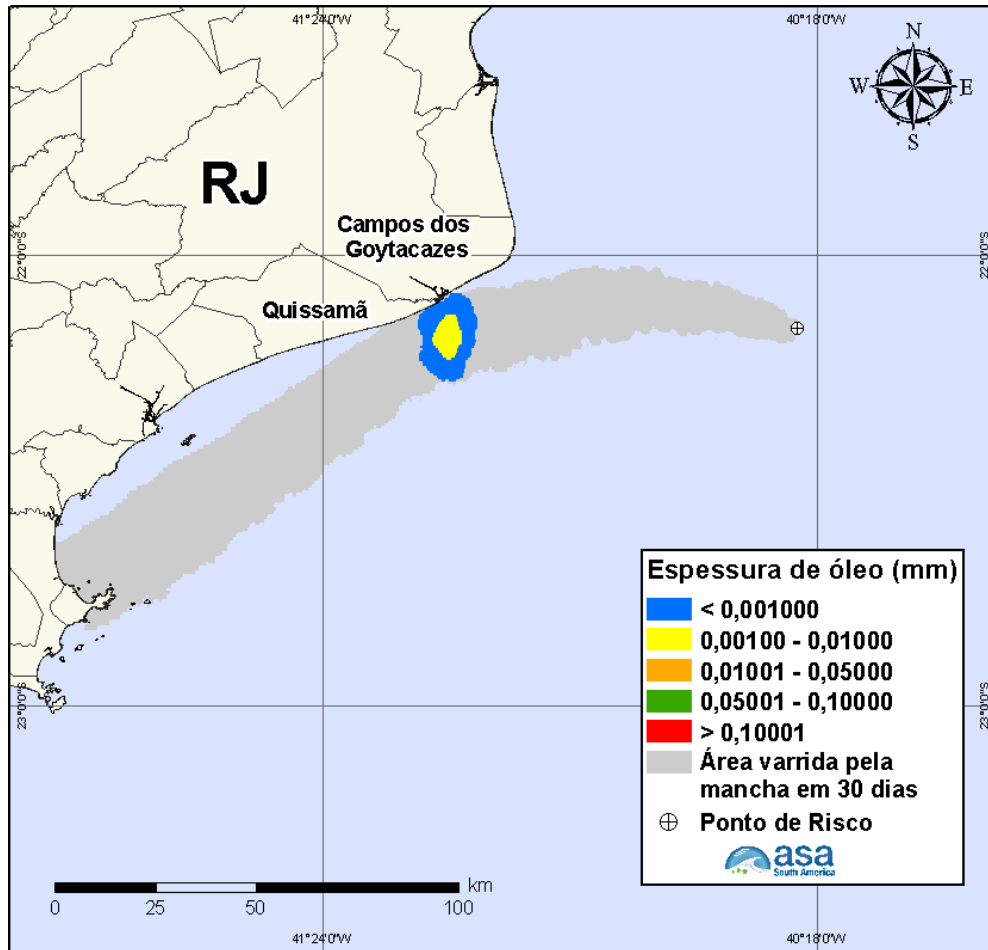 41°24'0"W
40°18'0"W
N
W
E
S
RJ
Campos dos
Goytacazes
22°0'0"S
22°0'0"S
Quissamã
Espessura de óleo (mm)
< 0,001000
0,00100 - 0,01000
0,01001 - 0,05000
0,05001 - 0,10000
> 0,10001
Área varrida pela
mancha em 30 dias
Ponto de Risco
asa
South America
23°0'0"S
23°0'0"S
km
0
25
50
100
41°24'0"W
40°18'0"W